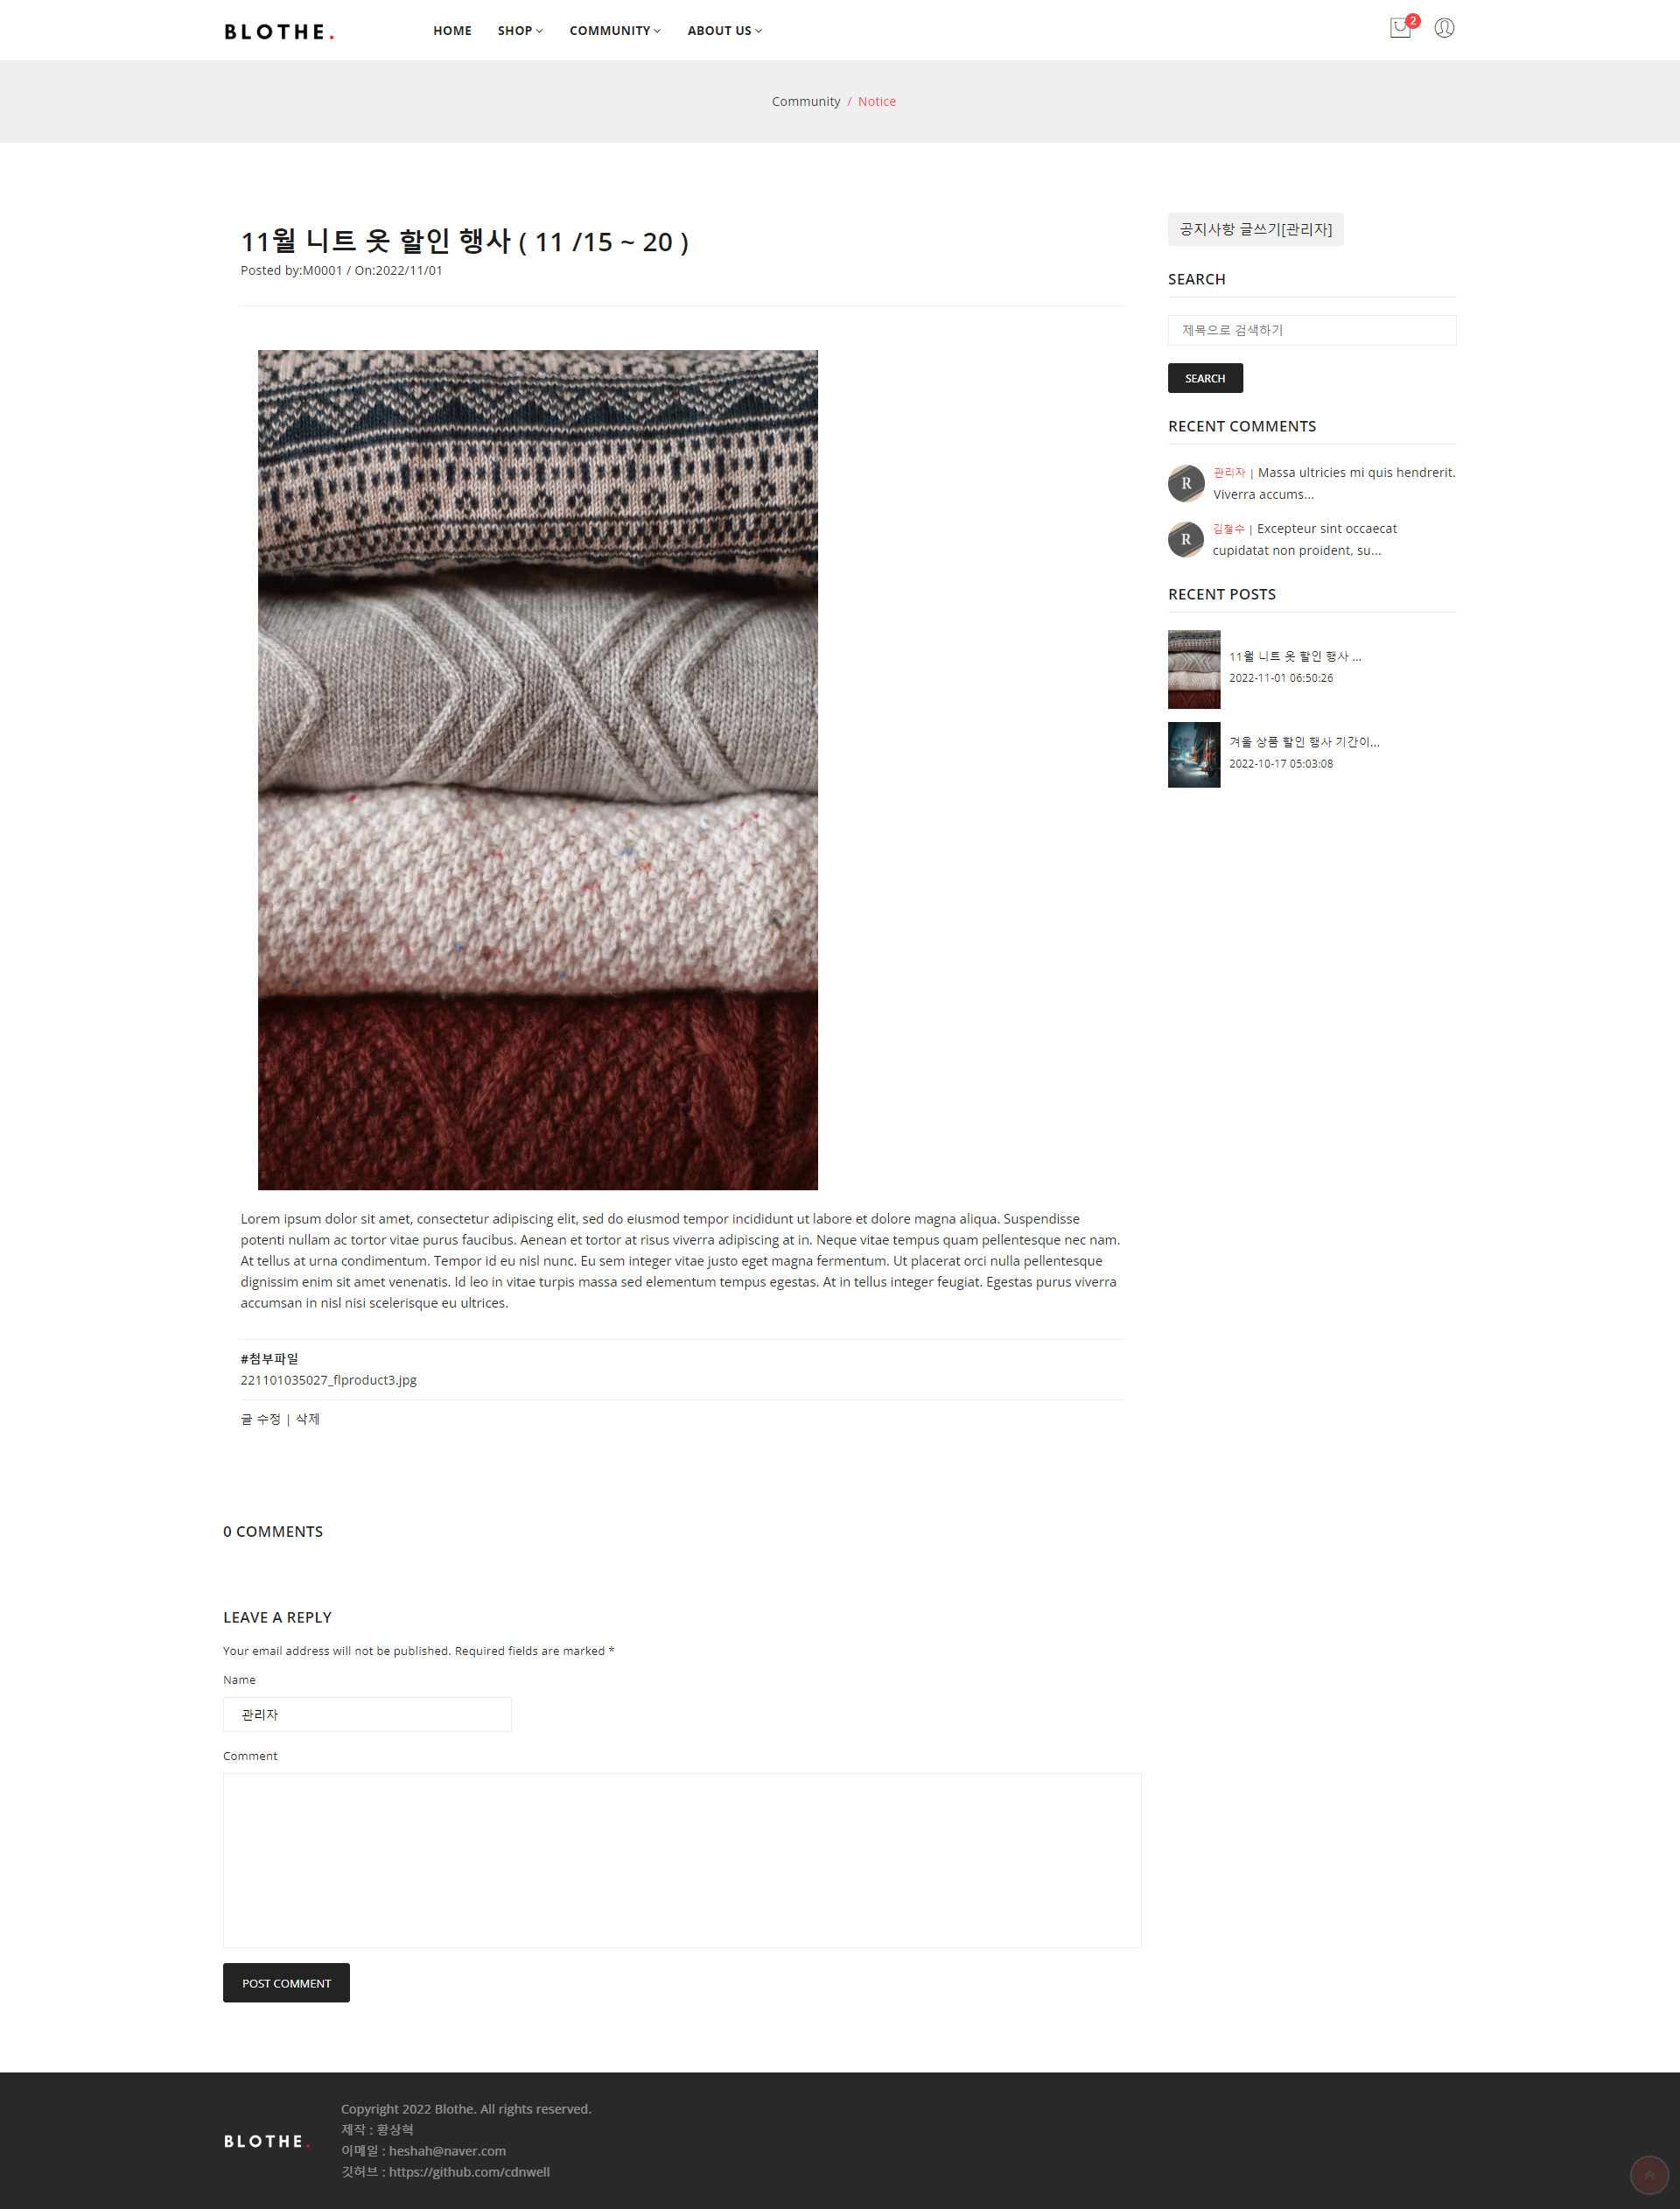 BLOTHE.
HOME
SHOP
COMMUNITY
ABOUT US
2
Community / Notice
11월 니트 옷 할인 행사 ( 11 /15 ~ 20 )
Posted by:M0001 / On:2022/11/01
Lorem ipsum dolor sit amet, consectetur adipiscing elit, sed do eiusmod tempor incididunt ut labore et dolore magna aliqua. Suspendisse
potenti nullam ac tortor vitae purus faucibus. Aenean et tortor at risus viverra adipiscing at in. Neque vitae tempus quam pellentesque nec nam.
At tellus at urna condimentum. Tempor id eu nisl nunc. Eu sem integer vitae justo eget magna fermentum. Ut placerat orci nulla pellentesque
dignissim enim sit amet venenatis. Id leo in vitae turpis massa sed elementum tempus egestas. At in tellus integer feugiat. Egestas purus viverra
accumsan in nisl nisi scelerisque eu ultrices.
#첨부파일
221101035027_flproduct3.jpg
글 수정 | 삭제
0 COMMENTS
LEAVE A REPLY
Your email address will not be published. Required fields are marked *
Name
관리자
Comment
POST COMMENT
공지사항 글쓰기[관리자]
SEARCH
제목으로 검색하기
SEARCH
RECENT COMMENTS
R
관리자 | Massa ultricies mi quis hendrerit.
Viverra accums...
R
김철수 | Excepteur sint occaecat
cupidatat non proident, su...
RECENT POSTS
11월 니트 옷 할인 행사 ...
2022-11-01 06:50:26
겨울 상품 할인 행사 기간이...
2022-10-17 05:03:08
BLOTHE.
Copyright 2022 Blothe. All rights reserved.
제작 : 황상혁
이메일 : heshah@naver.com
깃허브 : https://github.com/cdnwell